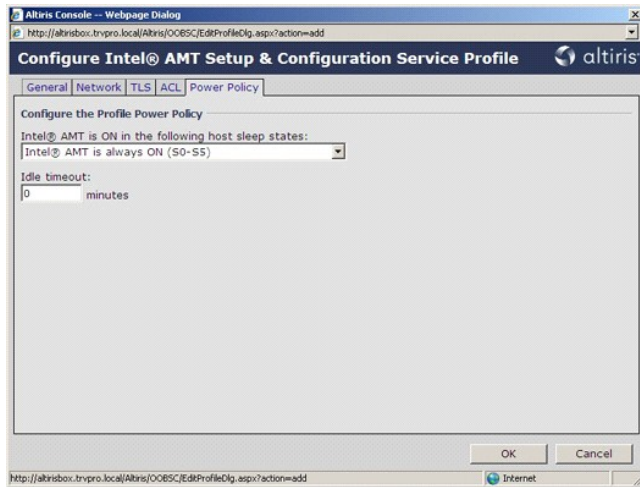 Altiris Console -- Webpage Dialog
http://altirisbox.trvpro.local/Altiris/OOBSC/EditProfileDlg.aspx?action=add
Configure Intel® AMT Setup & Configuration Service Profile
altiris
General Network TLS ACL Power Policy
Configure the Profile Power Policy
Intel® AMT is ON in the following host sleep states:
Intel® AMT is always ON (S0-S5)
Idle timeout:
0 minutes
OK Cancel
http://altirisbox.trvpro.local/Altiris/OOBSC/EditProfileDlg.aspx?action=add Internet